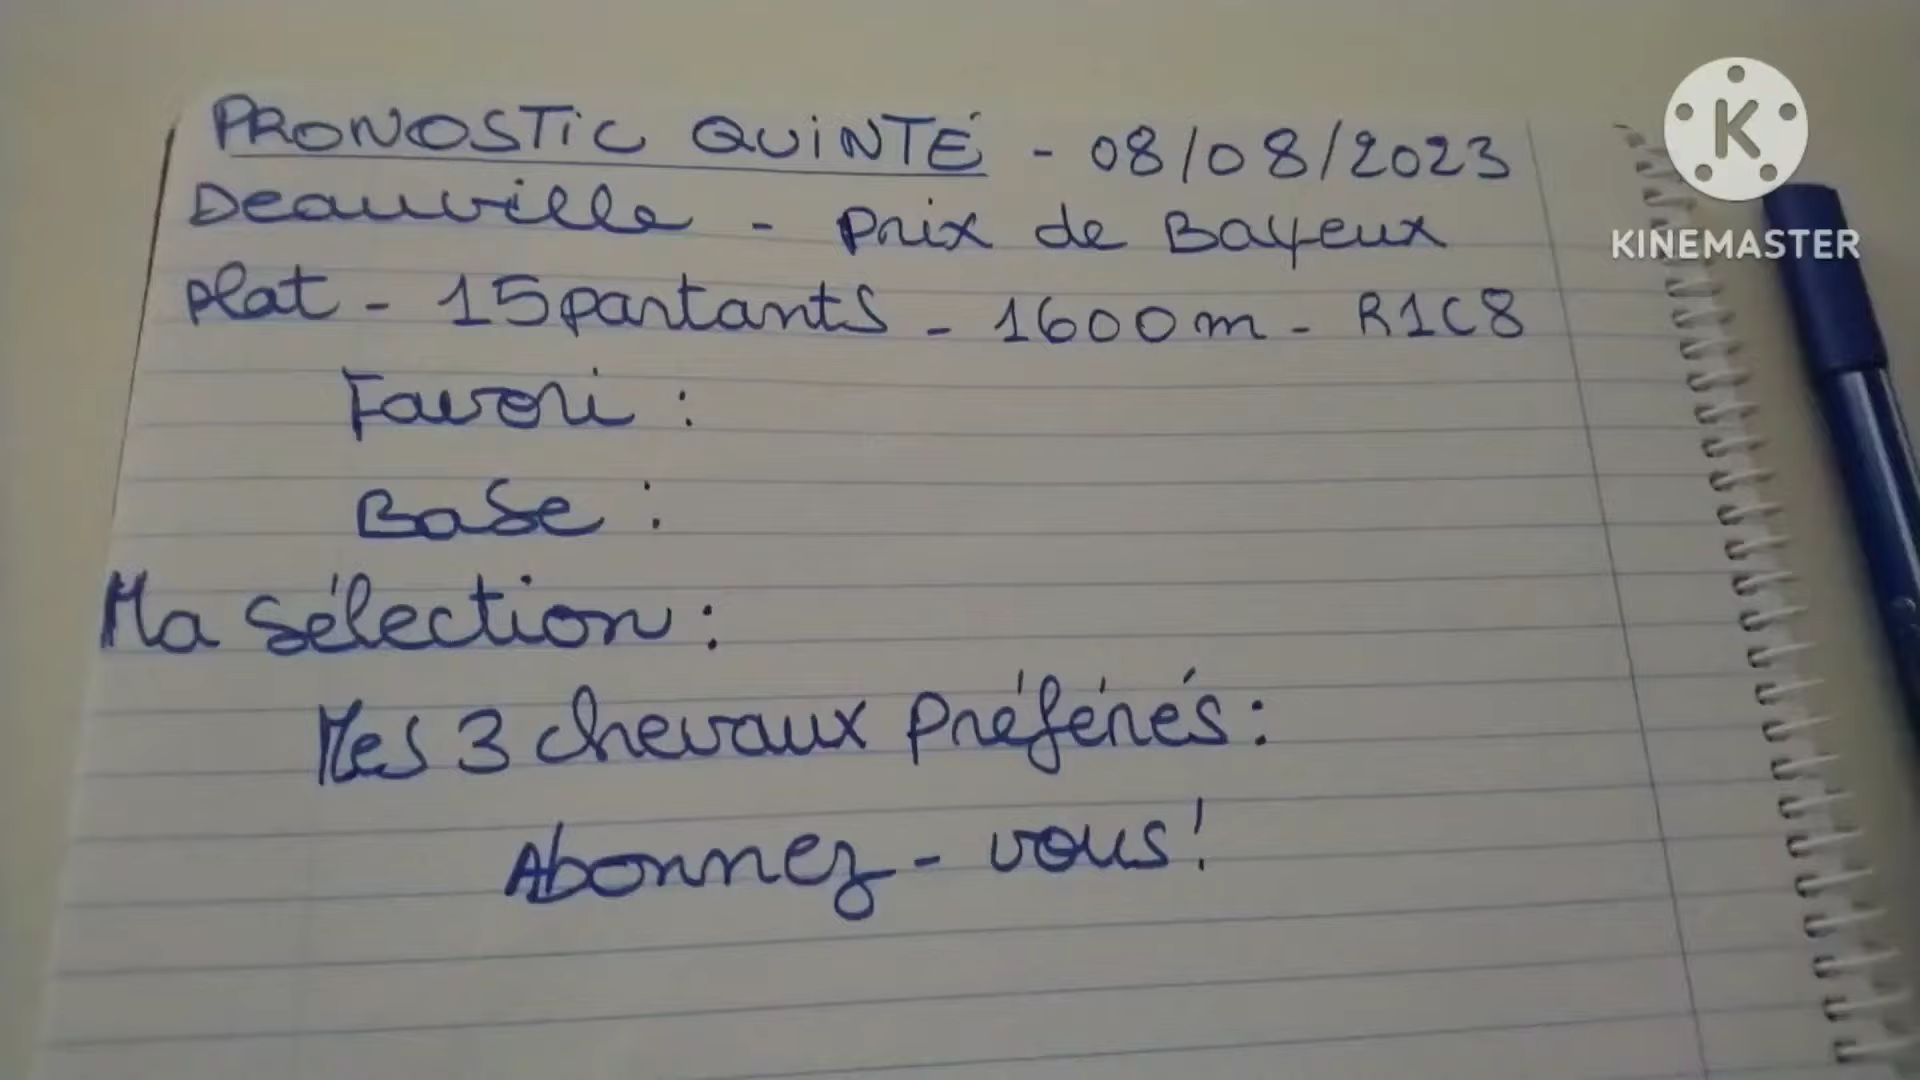 PRONOSTIC QUINTÉ - 08/08/2023
Deauville - Prix de Bayeux
Plat - 15 partants - 1600m - R1C8
Favori :
Base :
Ma Sélection :
Mes 3 chevaux préférés :
Abonnez-vous !
K
KINEMASTER